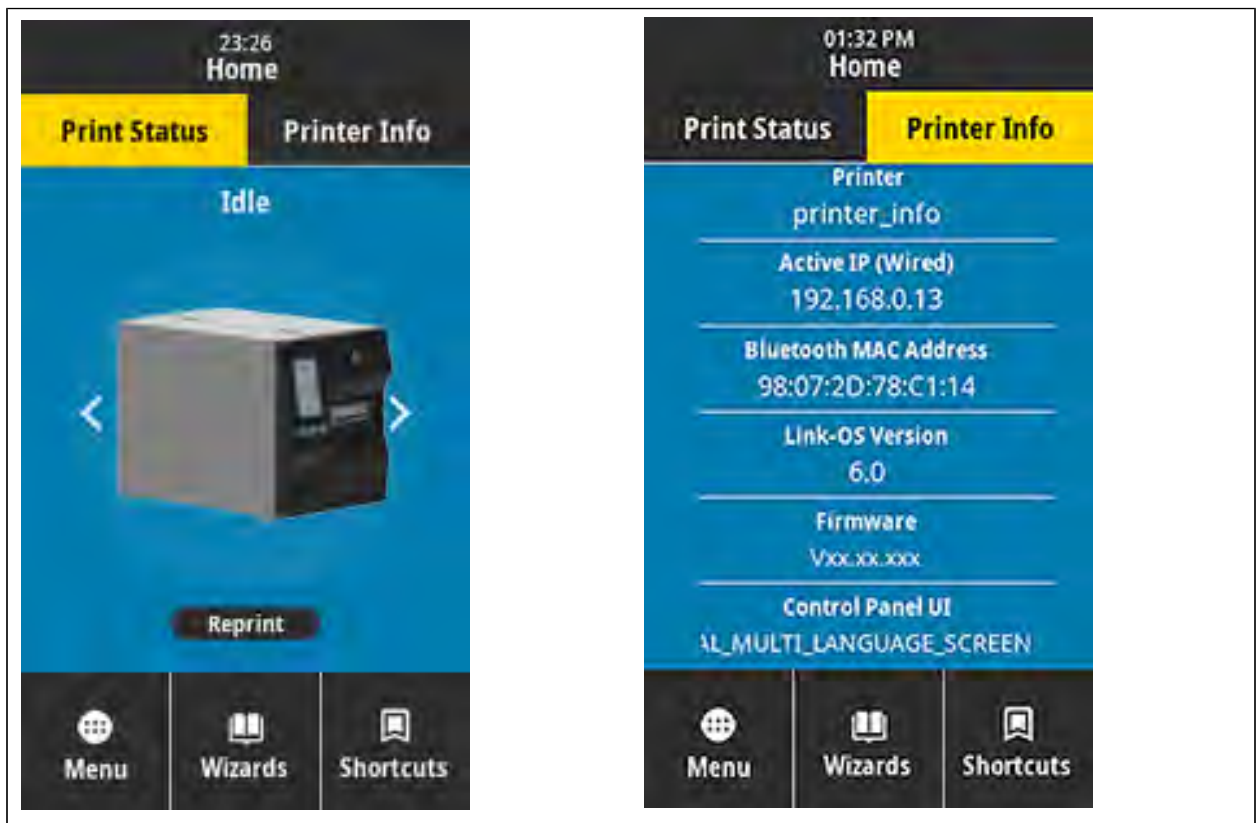 23:26
Home
Print Status
Printer Info
Idle
Reprint
Menu
Wizards
Shortcuts
01:32 PM
Home
Print Status
Printer Info
Printer
printer_info
Active IP (Wired)
192.168.0.13
Bluetooth MAC Address
98:07:2D:78:C1:14
Link-OS Version
6.0
Firmware
Vxx.xx.xxx
Control Panel UI
AL_MULTI_LANGUAGE_SCREEN
Menu
Wizards
Shortcuts